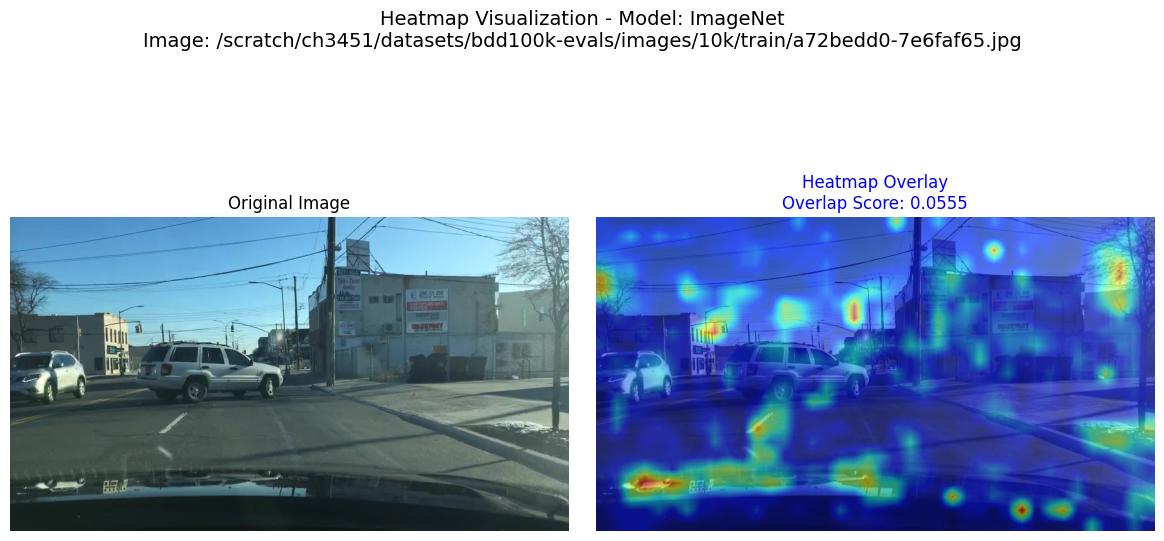 Heatmap Visualization - Model: ImageNet
Image: /scratch/ch3451/datasets/bdd100k-evals/images/10k/train/a72bedd0-7e6faf65.jpg
Original Image
Heatmap Overlay
Overlap Score: 0.0555